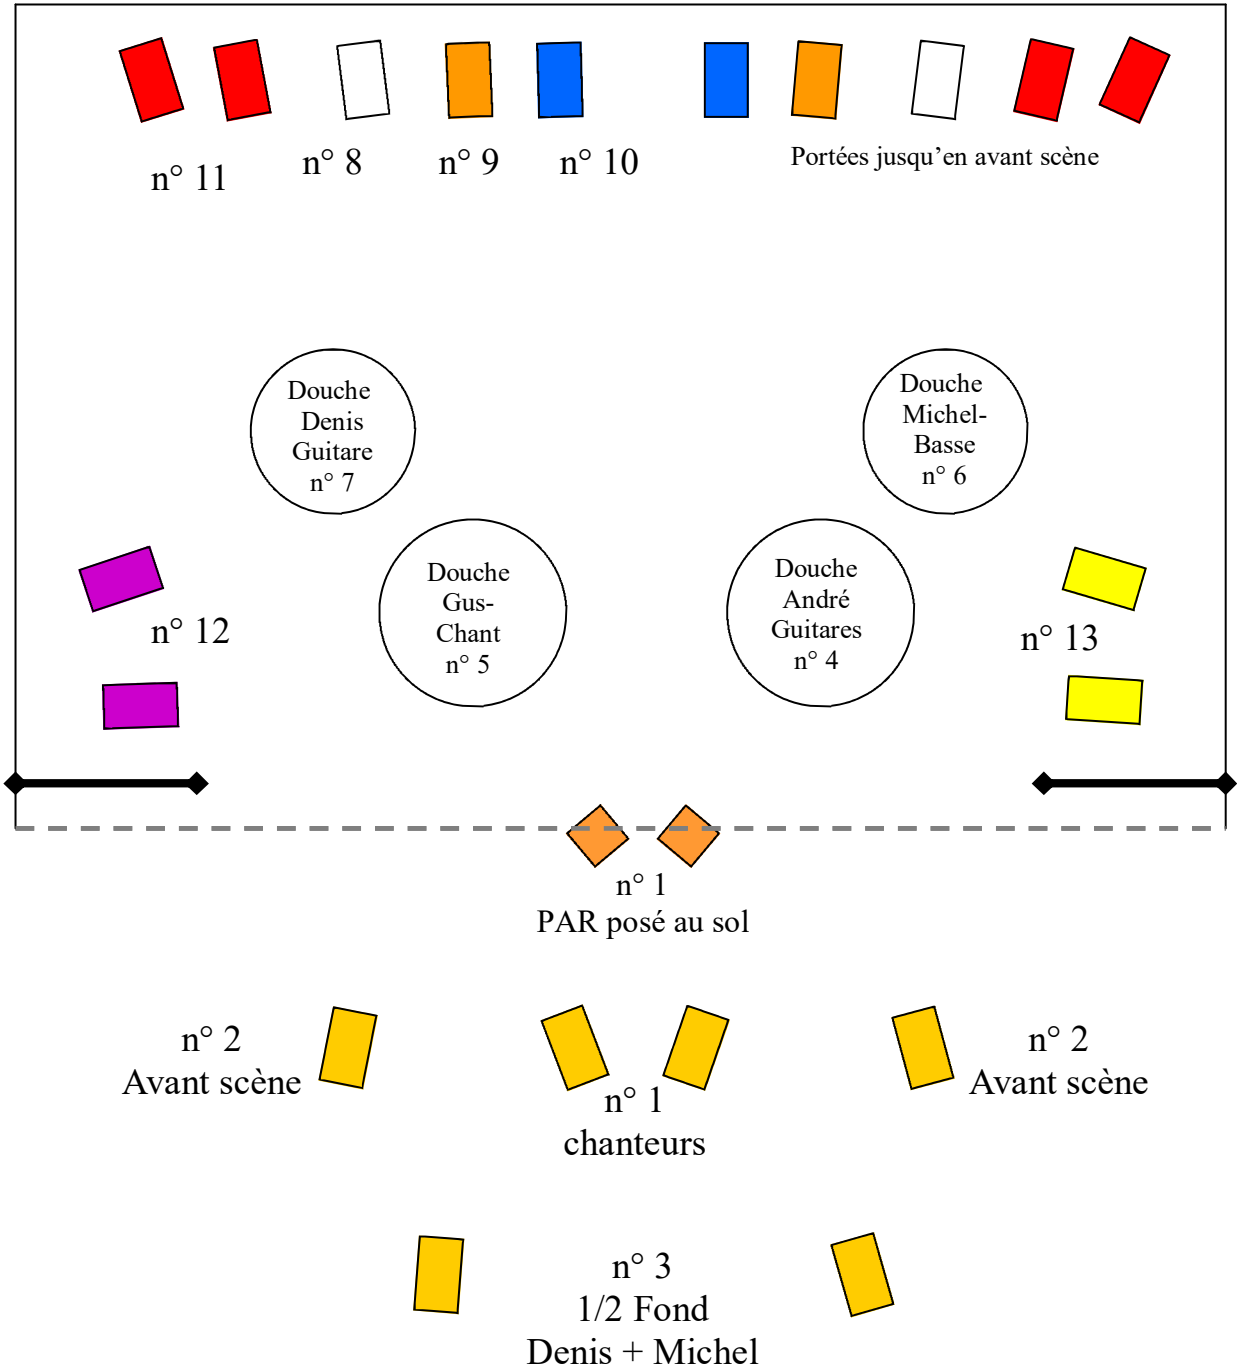 n° 11
n° 8
n° 9
n° 10
Portées jusqu’en avant scène
Douche
Denis
Guitare
n° 7
Douche
Michel-
Basse
n° 6
Douche
Gus-
Chant
n° 5
Douche
André
Guitares
n° 4
n° 12
n° 13
n° 1
PAR posé au sol
n° 2
Avant scène
n° 1
chanteurs
n° 2
Avant scène
n° 3
1/2 Fond
Denis + Michel